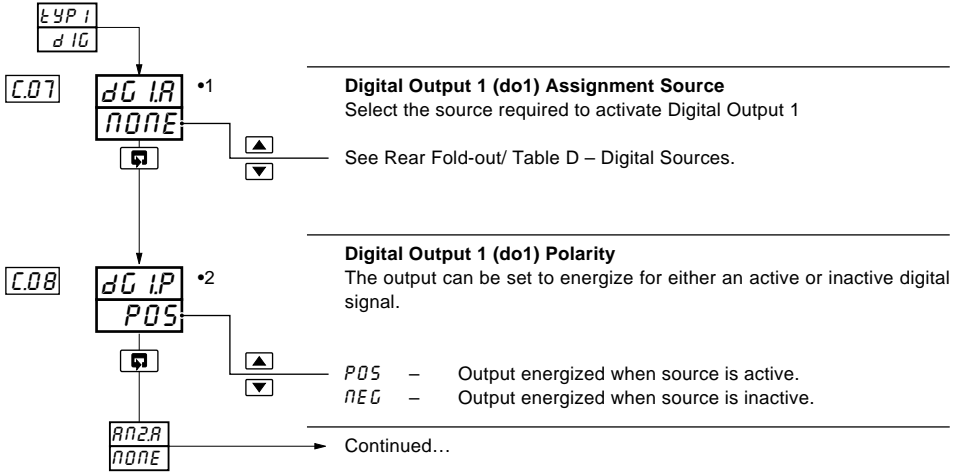 tYP1
dIG
C.07
dG1.A
•1
NONE
Digital Output 1 (do1) Assignment Source
Select the source required to activate Digital Output 1
See Rear Fold-out/ Table D – Digital Sources.
C.08
dG1.P
•2
POS
Digital Output 1 (do1) Polarity
The output can be set to energize for either an active or inactive digital
signal.
POS – Output energized when source is active.
NEG – Output energized when source is inactive.
AN2.A
NONE
Continued…